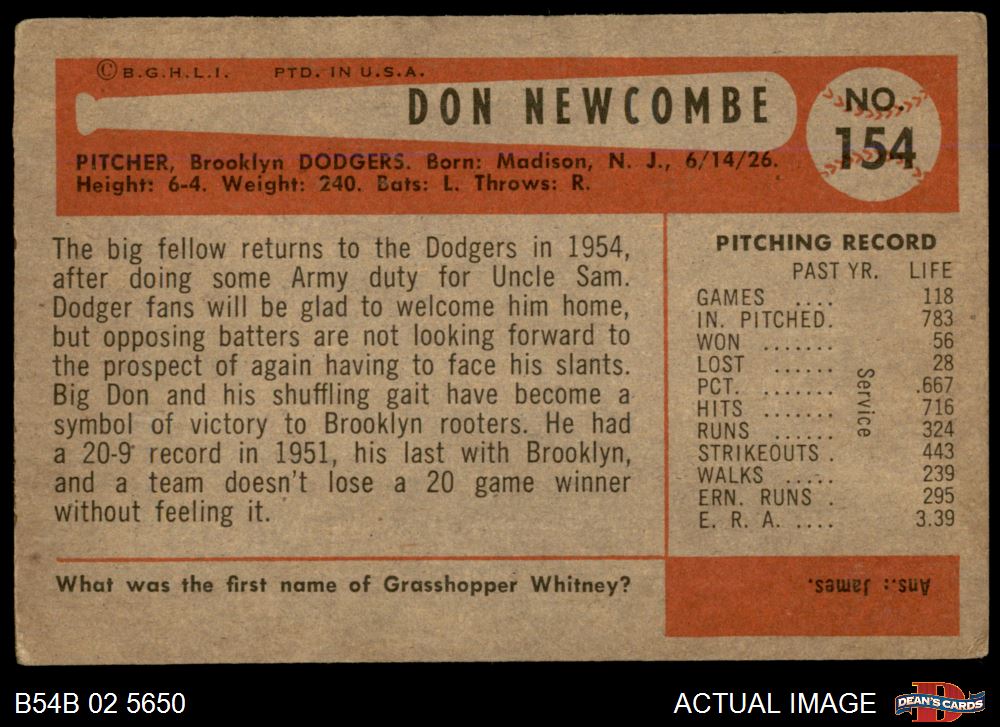 © B.G.H.L.I. PTD. IN U.S.A.
DON NEWCOMBE
NO.
154
PITCHER, Brooklyn DODGERS. Born: Madison, N. J., 6/14/26.
Height: 6-4. Weight: 240. Bats: L. Throws: R.
The big fellow returns to the Dodgers in 1954,
after doing some Army duty for Uncle Sam.
Dodger fans will be glad to welcome him home,
but opposing batters are not looking forward to
the prospect of again having to face his slants.
Big Don and his shuffling gait have become a
symbol of victory to Brooklyn rooters. He had
a 20-9 record in 1951, his last with Brooklyn,
and a team doesn't lose a 20 game winner
without feeling it.
PITCHING RECORD
PAST YR. LIFE
GAMES .... 118
IN. PITCHED. 783
WON ....... 56
LOST ...... 28
PCT. ....... .667
HITS ....... 716
RUNS ...... 324
STRIKEOUTS . 443
WALKS ..... 239
ERN. RUNS . 295
E. R. A. .... 3.39
Service
What was the first name of Grasshopper Whitney?
Ans.: James.
B54B 02 5650
ACTUAL IMAGE
D
DEAN'S CARDS